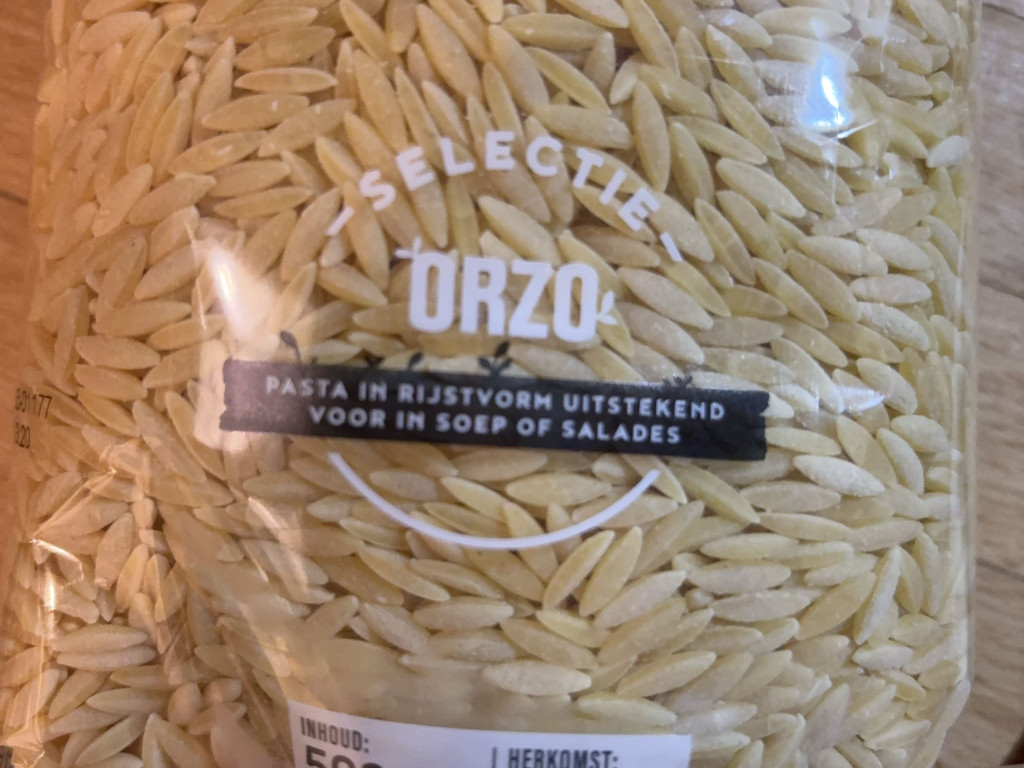 SELECTIE
ORZO
PASTA IN RIJSTVORM UITSTEKEND
VOOR IN SOEP OF SALADES
INHOUD:
HERKOMST: